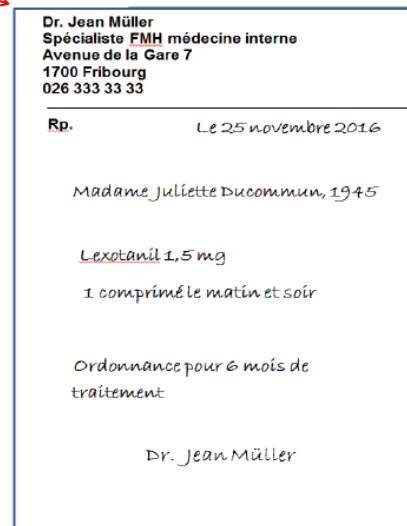 Dr. Jean Müller
Spécialiste FMH médecine interne
Avenue de la Gare 7
1700 Fribourg
026 333 33 33
Rp. Le 25 novembre 2016
Madame Juliette Ducommun, 1945
Lexotanil 1,5 mg
1 comprimé le matin et soir
Ordonnance pour 6 mois de
traitement
Dr. Jean Müller